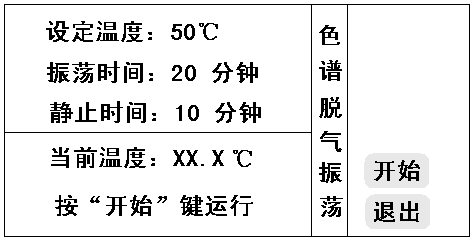 设定温度：50℃
振荡时间：20 分钟
静止时间：10 分钟
当前温度：XX.X℃
按“开始”键运行
色谱脱气振荡
开始
退出